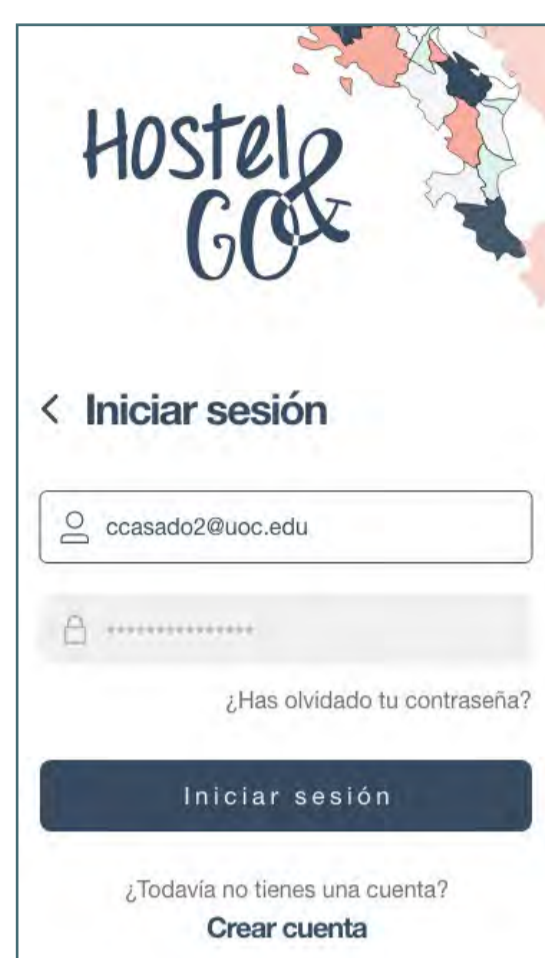 Hostel
&
GO
< Iniciar sesión
ccasado2@uoc.edu
***************
¿Has olvidado tu contraseña?
Iniciar sesión
¿Todavía no tienes una cuenta?
Crear cuenta